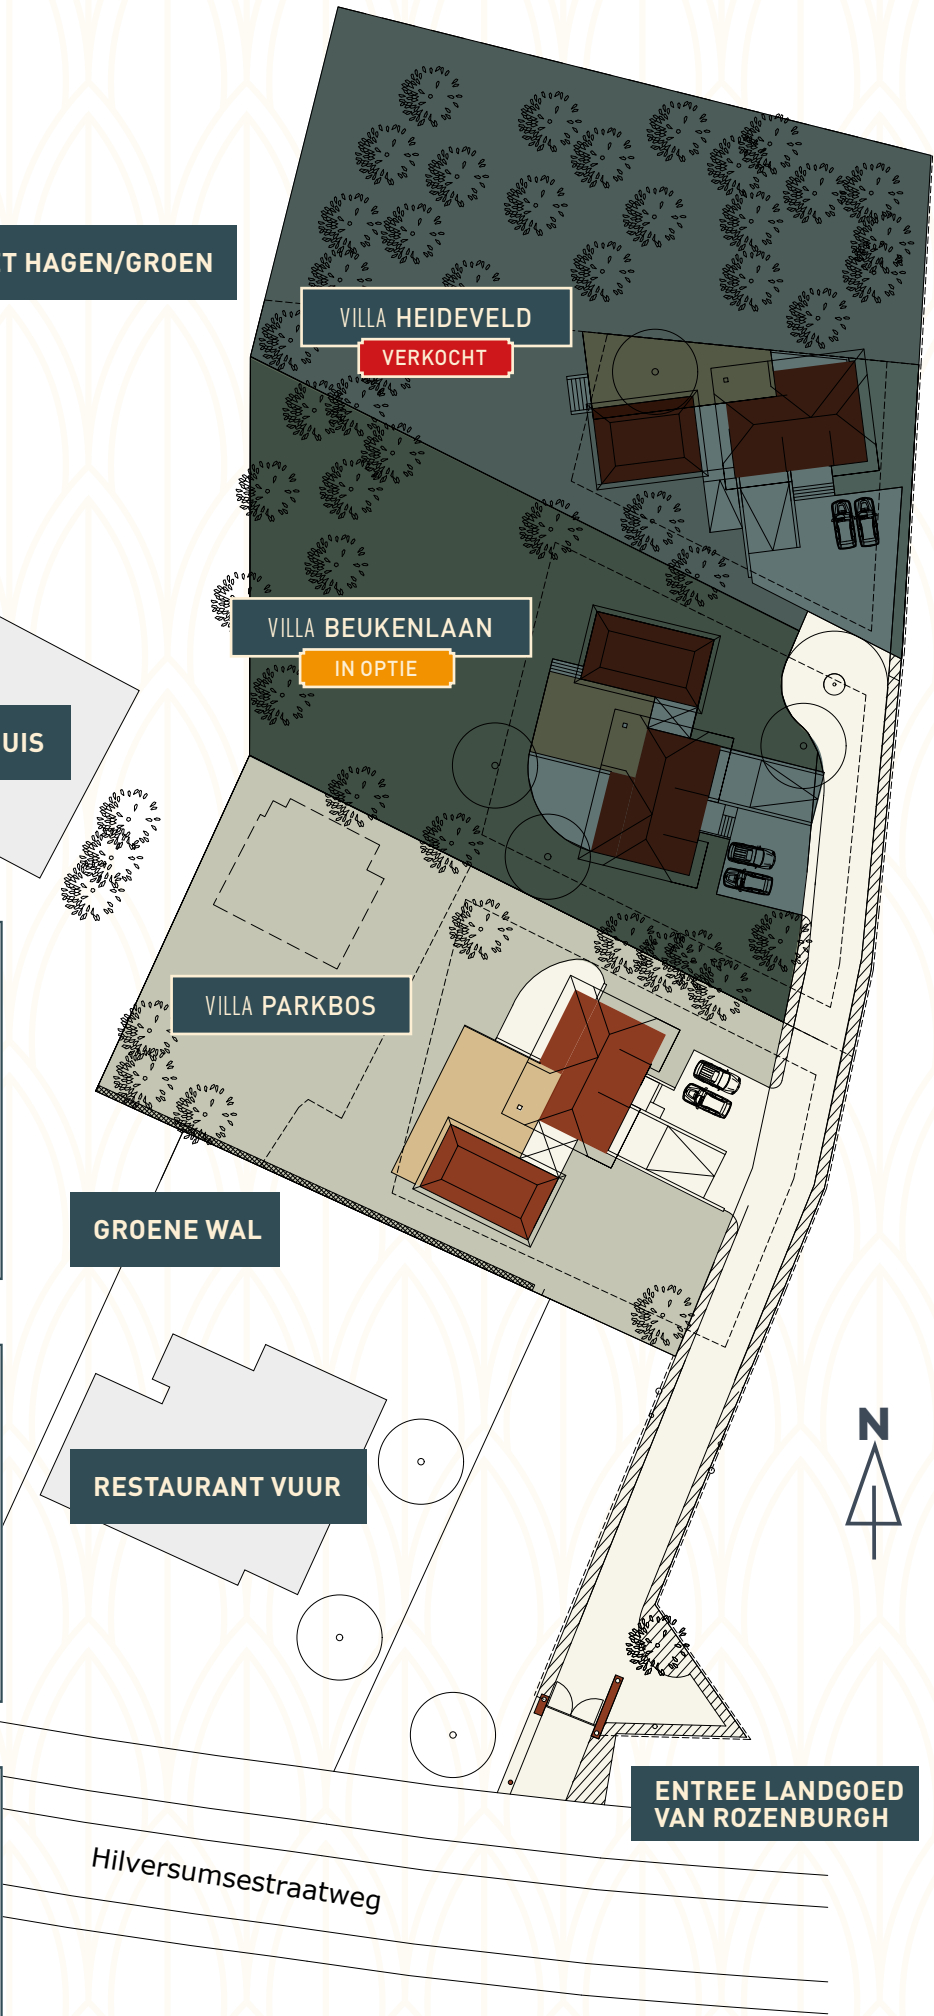 T HAGEN/GROEN
VILLA HEIDEVELD
VERKOCHT
VILLA BEUKENLAAN
IN OPTIE
UIS
VILLA PARKBOS
GROENE WAL
N
RESTAURANT VUUR
ENTREE LANDGOED
VAN ROZENBURGH
Hilversumsestraatweg